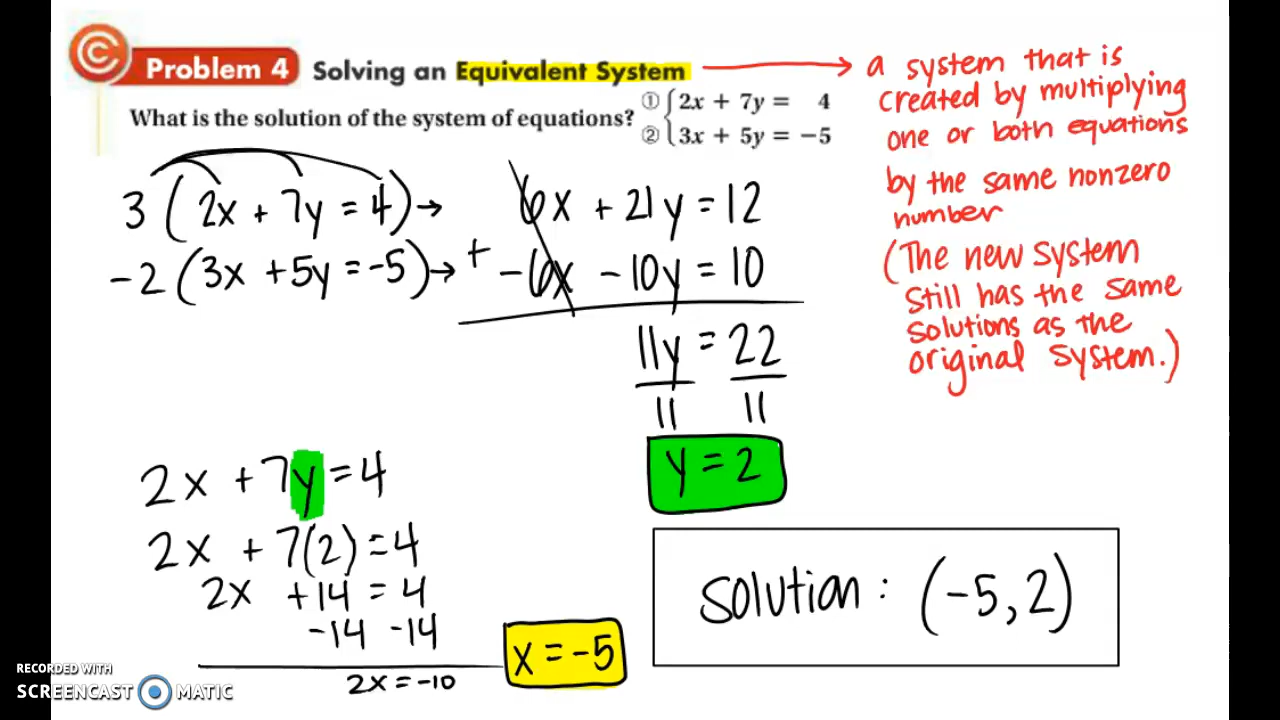 © Problem 4 Solving an Equivalent System
What is the solution of the system of equations?
① 2x + 7y = 4
② 3x + 5y = −5
a system that is
created by multiplying
one or both equations
by the same nonzero
number
(The new system
still has the same
solutions as the
original system.)
3(2x + 7y = 4)→ 6x + 21y = 12
-2(3x + 5y = -5)→ + -6x - 10y = 10
11y = 22
11 11
y = 2
2x + 7y = 4
2x + 7(2) = 4
2x + 14 = 4
-14 -14
2x = -10
x = -5
solution: (-5, 2)
RECORDED WITH
SCREENCAST MATIC